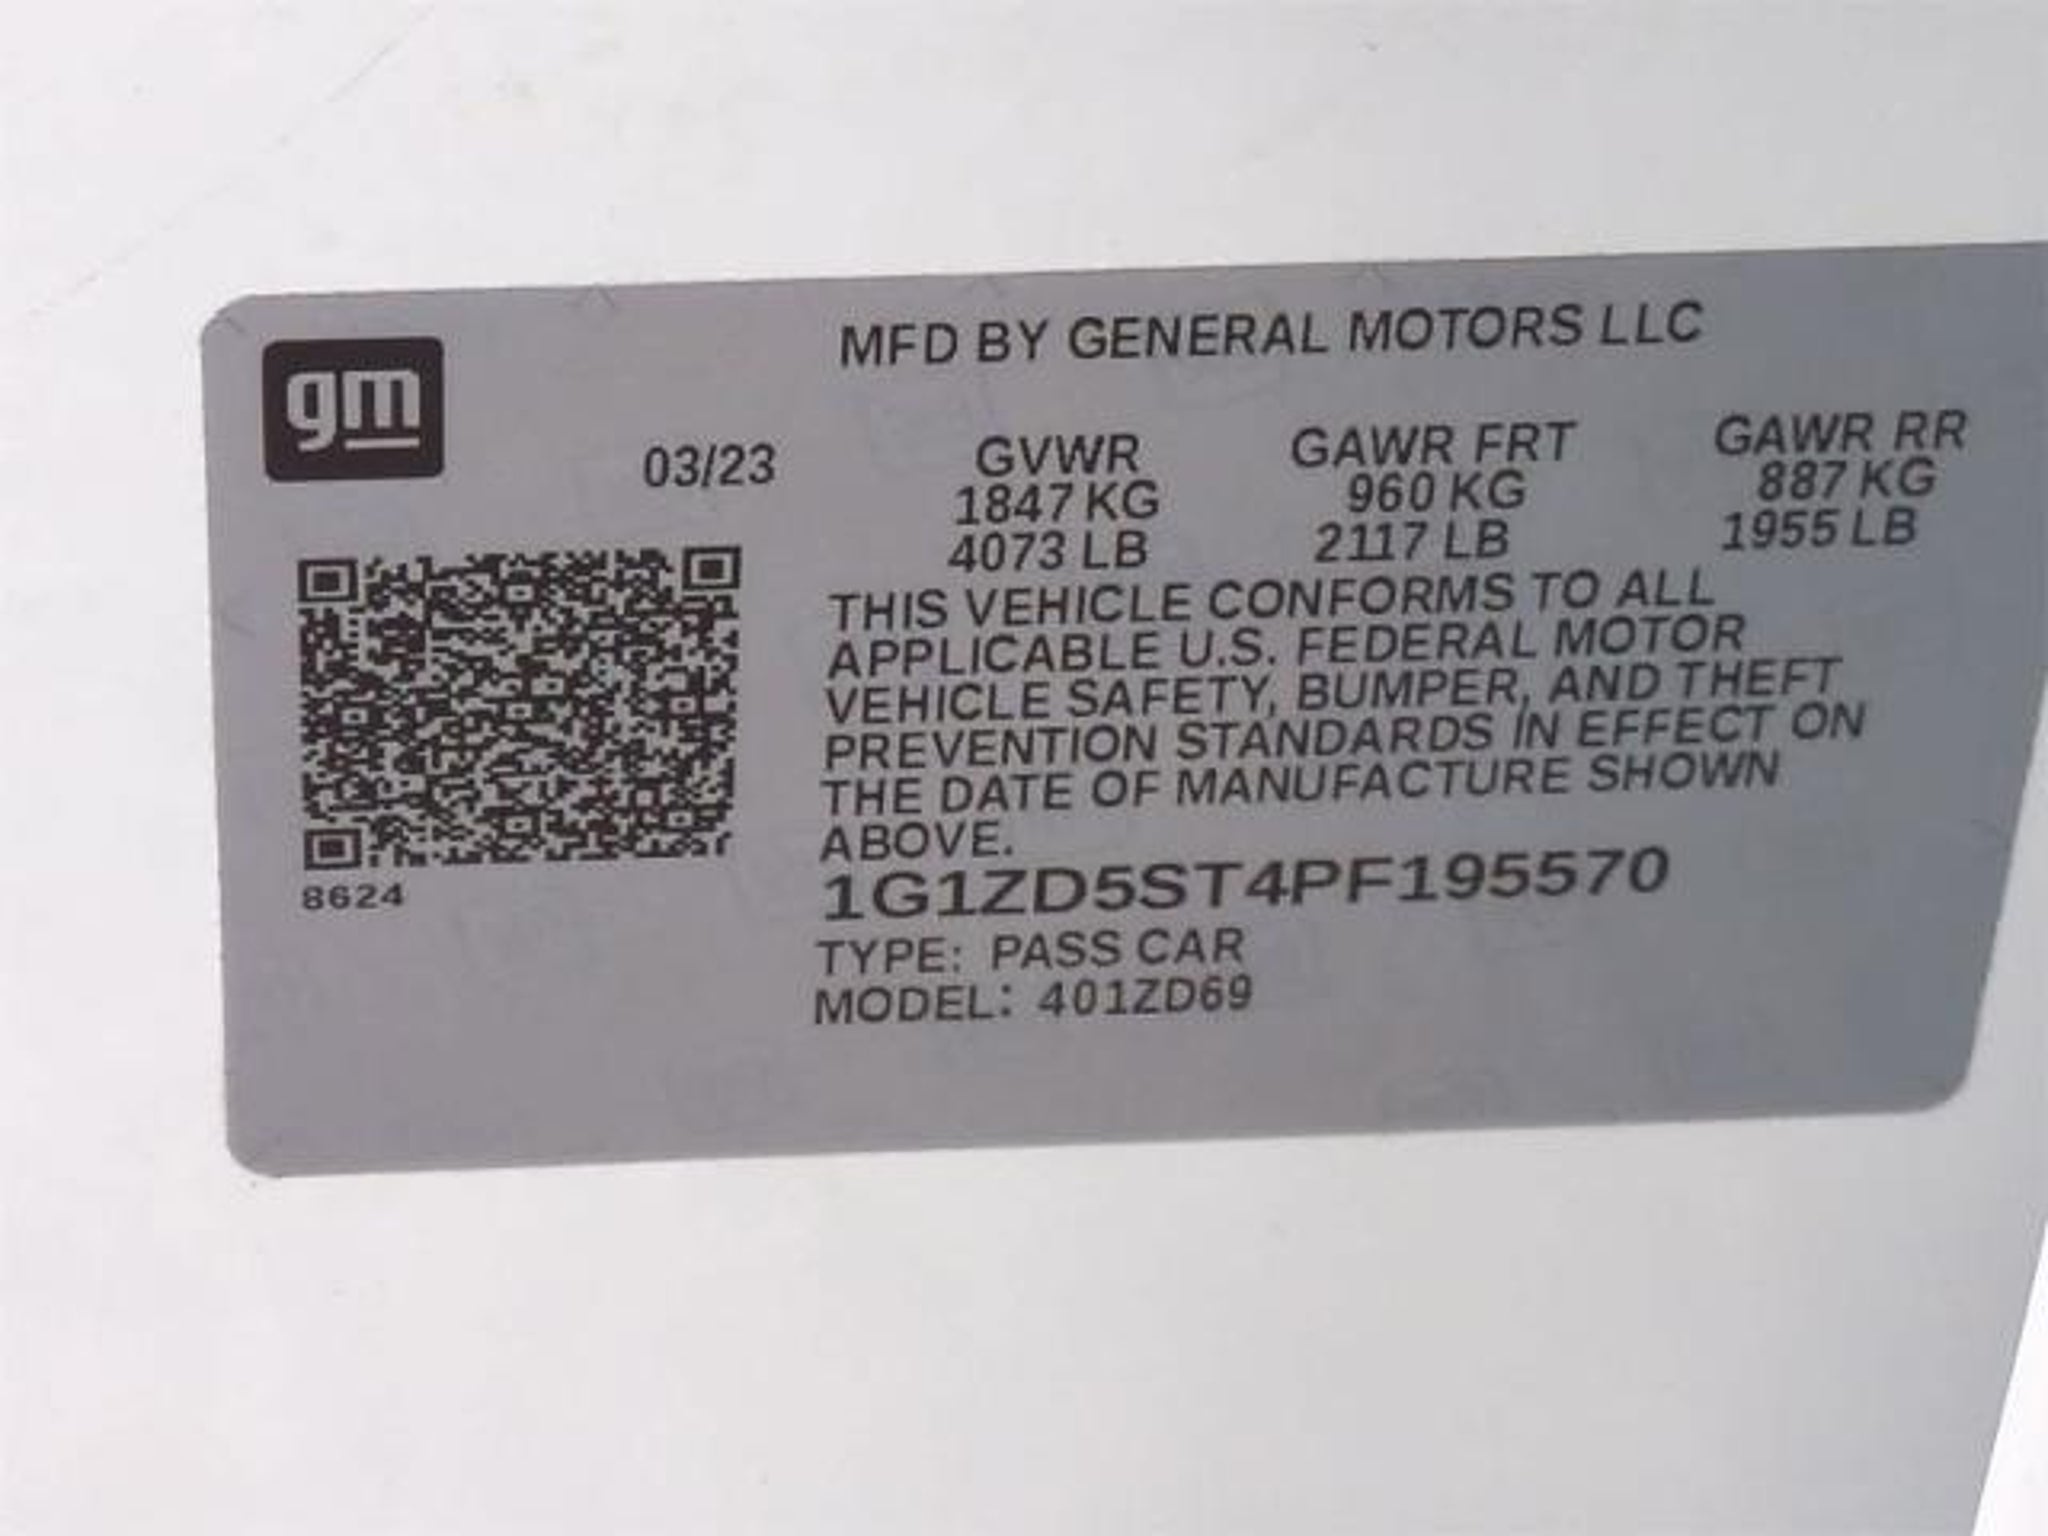 gm
MFD BY GENERAL MOTORS LLC
03/23
GVWR GAWR FRT GAWR RR
1847 KG 960 KG 887 KG
4073 LB 2117 LB 1955 LB
THIS VEHICLE CONFORMS TO ALL
APPLICABLE U.S. FEDERAL MOTOR
VEHICLE SAFETY, BUMPER, AND THEFT
PREVENTION STANDARDS IN EFFECT ON
THE DATE OF MANUFACTURE SHOWN
ABOVE.
8624
1G1ZD5ST4PF195570
TYPE: PASS CAR
MODEL: 401ZD69